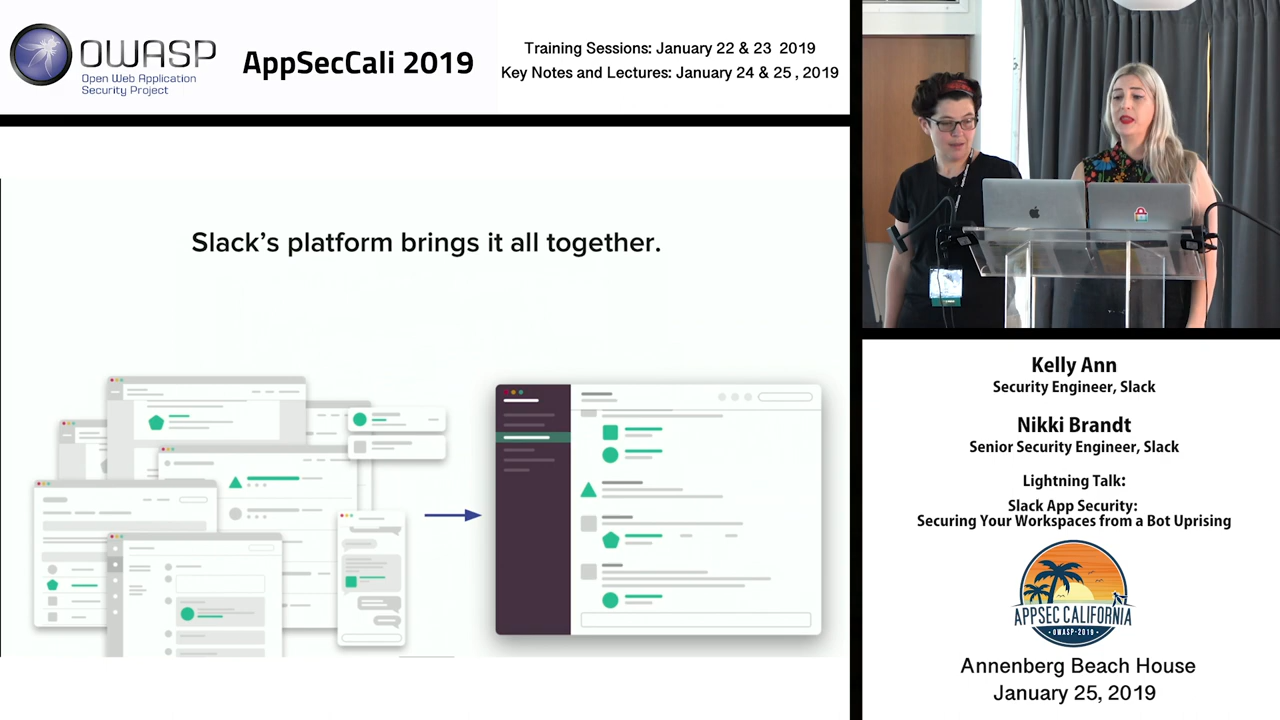 OWASP
Open Web Application
Security Project
AppSecCali 2019
Training Sessions: January 22 & 23 2019
Key Notes and Lectures: January 24 & 25 , 2019
Slack's platform brings it all together.
Kelly Ann
Security Engineer, Slack
Nikki Brandt
Senior Security Engineer, Slack
Lightning Talk:
Slack App Security:
Securing Your Workspaces from a Bot Uprising
APPSEC CALIFORNIA
OWASP·2019
Annenberg Beach House
January 25, 2019